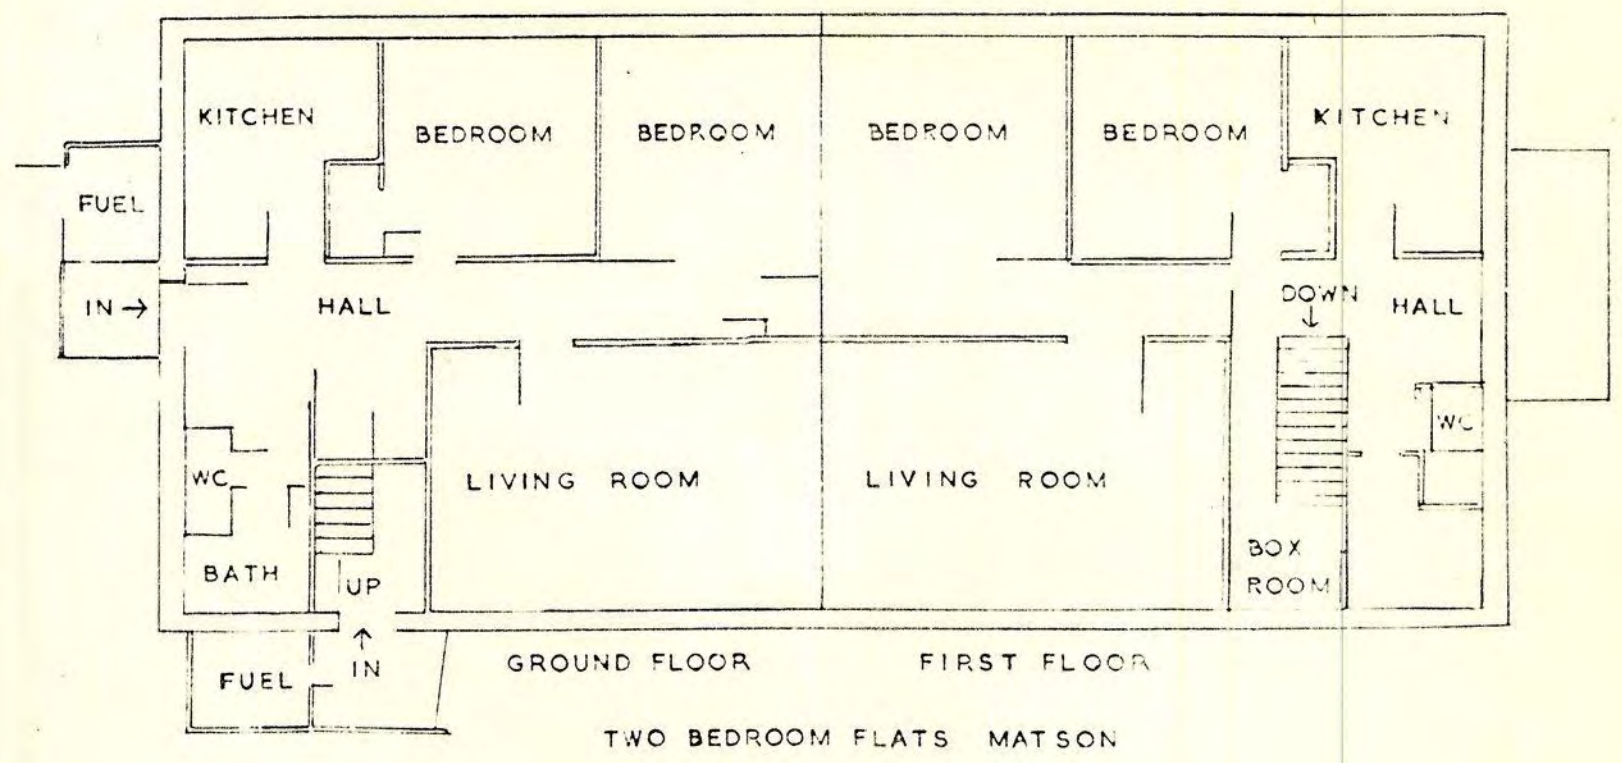 KITCHEN
BEDROOM
BEDROOM
BEDROOM
BEDROOM
KITCHEN
FUEL
IN →
HALL
DOWN
↓
HALL
WC
LIVING ROOM
LIVING ROOM
WC
BATH
UP
BOX
ROOM
↑
IN
FUEL
GROUND FLOOR
FIRST FLOOR
TWO BEDROOM FLATS MATSON